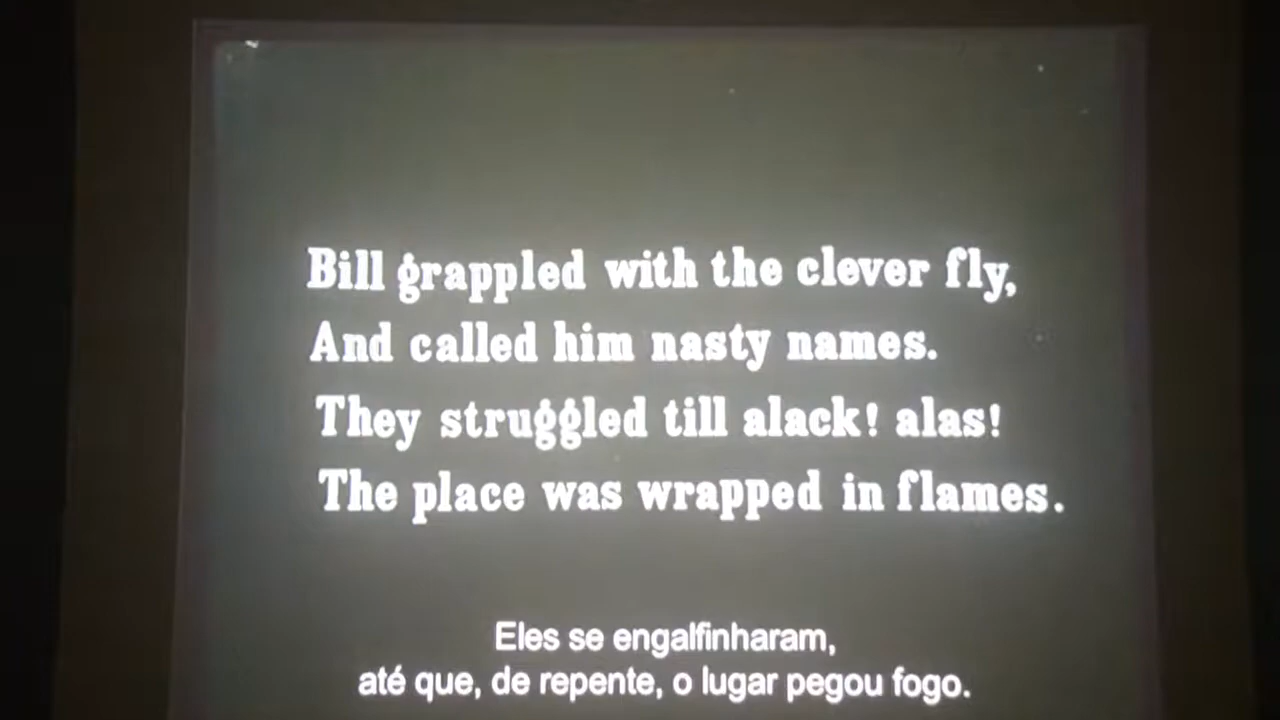 Bill grappled with the clever fly,
And called him nasty names.
They struggled till alack! alas!
The place was wrapped in flames.
Eles se engalfinharam,
até que, de repente, o lugar pegou fogo.